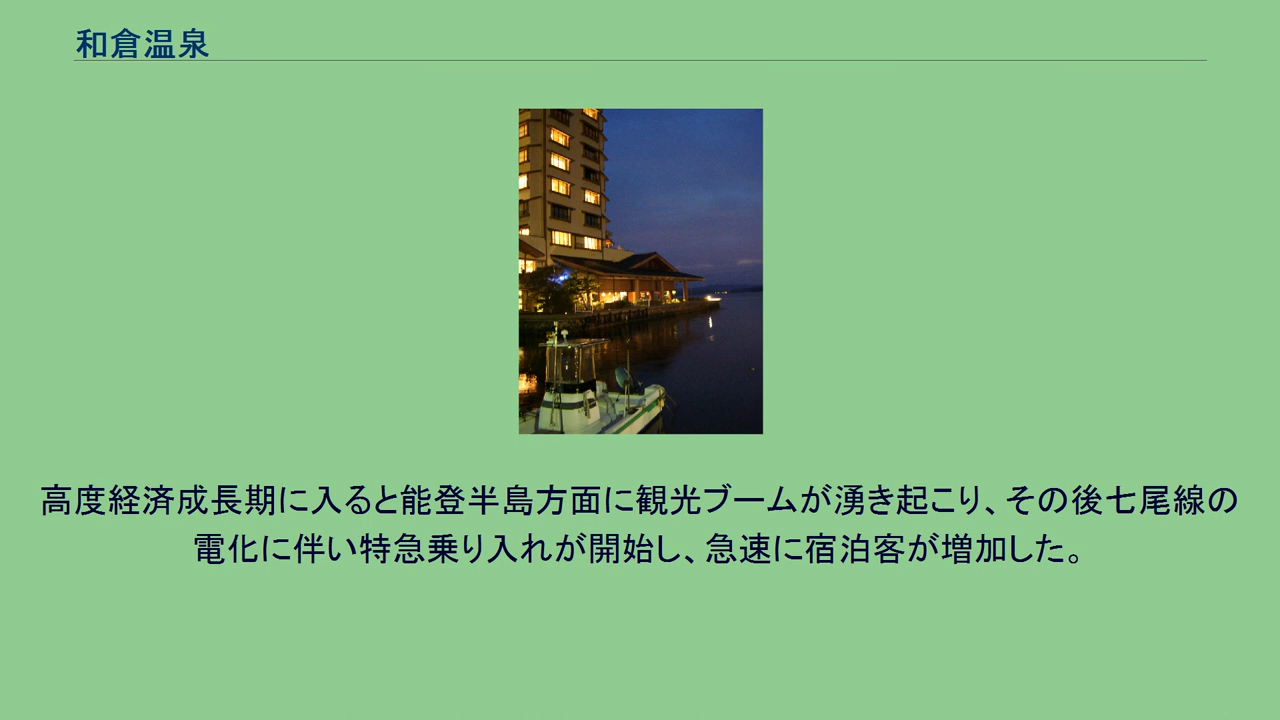 和倉温泉
高度経済成長期に入ると能登半島方面に観光ブームが湧き起こり、その後七尾線の
電化に伴い特急乗り入れが開始し、急速に宿泊客が増加した。